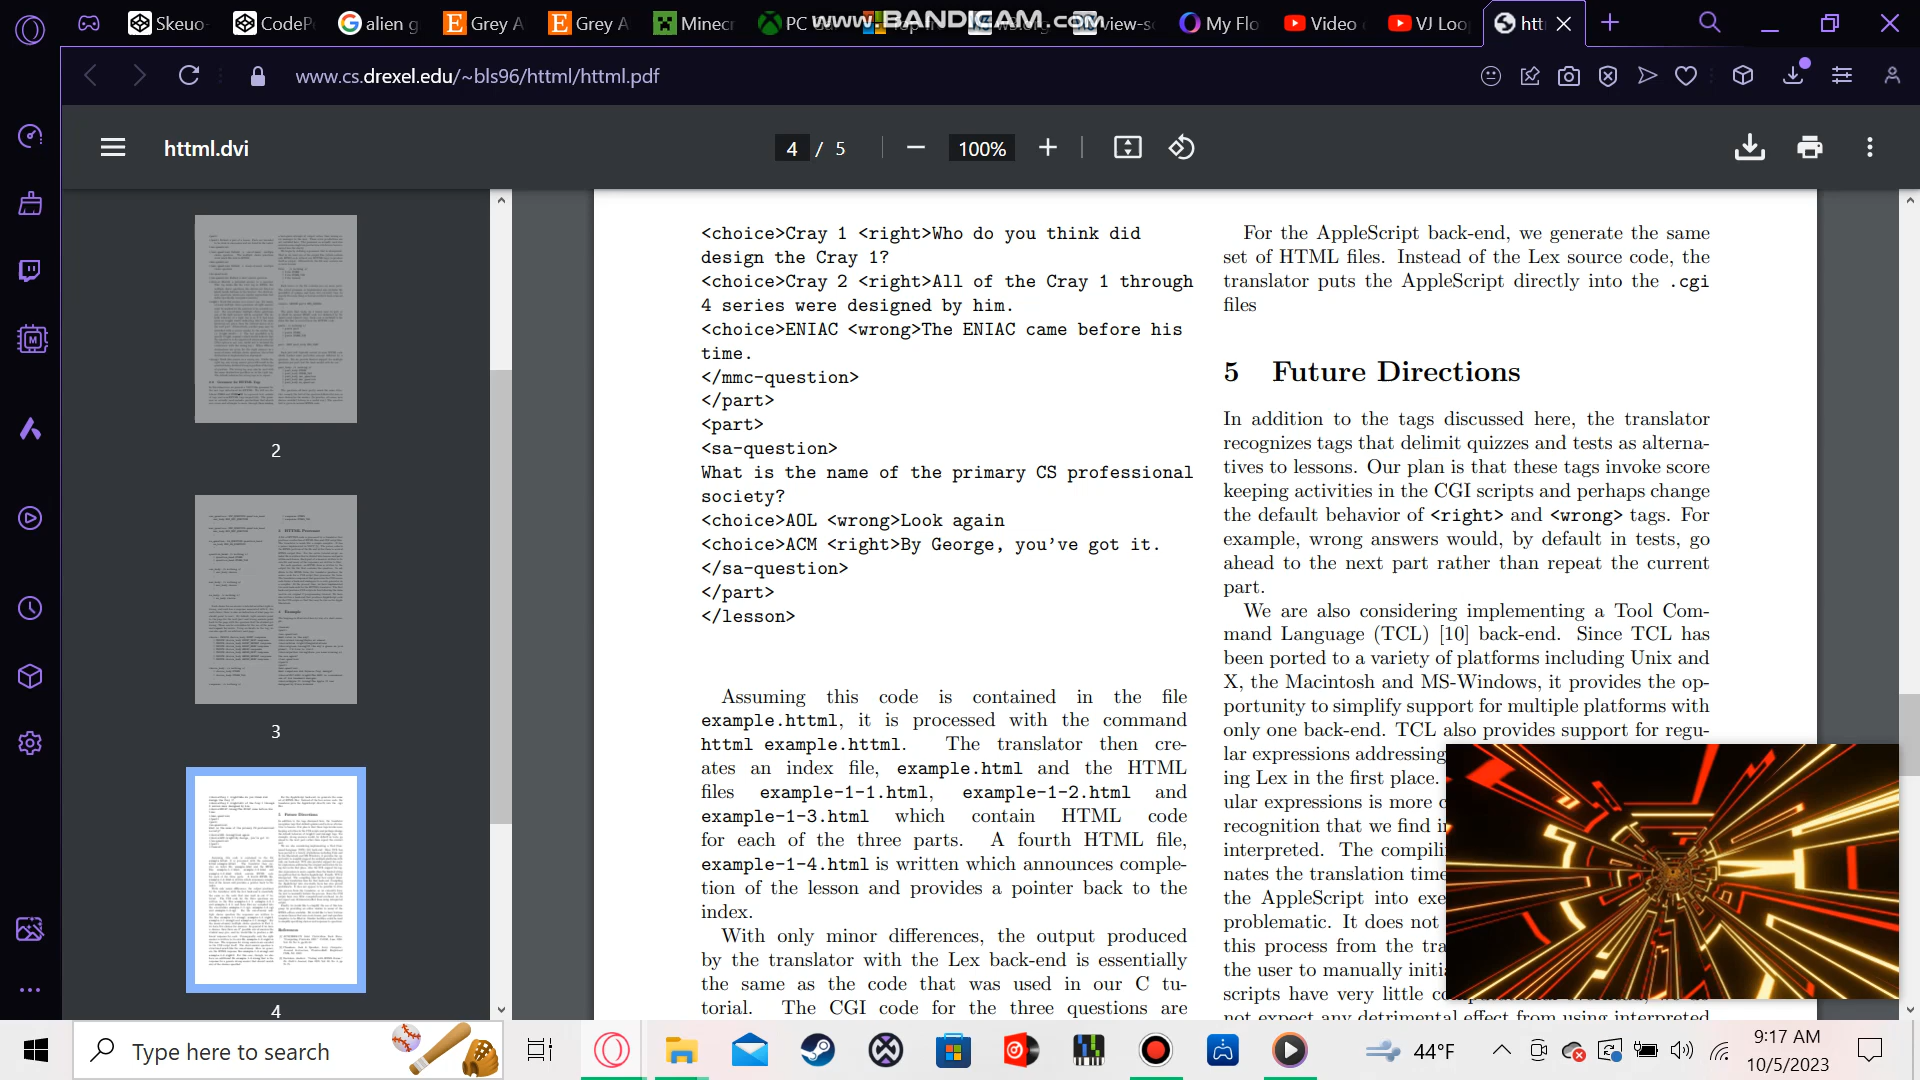 Skeuo
CodeP
alien g
Grey A
Grey A
Minecr
PC
view-s
My Flo
Video
VJ Loo
htt
www.BANDICAM.com
www.cs.drexel.edu/~bls96/httml/html.pdf
httml.dvi
4 / 5
100%
2
3
4
<choice>Cray 1 <right>Who do you think did
design the Cray 1?
<choice>Cray 2 <right>All of the Cray 1 through
4 series were designed by him.
<choice>ENIAC <wrong>The ENIAC came before his
time.
</mmc-question>
</part>
<part>
<sa-question>
What is the name of the primary CS professional
society?
<choice>AOL <wrong>Look again
<choice>ACM <right>By George, you've got it.
</sa-question>
</part>
</lesson>
Assuming this code is contained in the file
example.httml, it is processed with the command
httml example.httml. The translator then cre-
ates an index file, example.html and the HTML
files example-1-1.html, example-1-2.html and
example-1-3.html which contain HTML code
for each of the three parts. A fourth HTML file,
example-1-4.html is written which announces comple-
tion of the lesson and provides a pointer back to the
index.
With only minor differences, the output produced
by the translator with the Lex back-end is essentially
the same as the code that was used in our C tu-
torial. The CGI code for the three questions are
For the AppleScript back-end, we generate the same
set of HTML files. Instead of the Lex source code, the
translator puts the AppleScript directly into the .cgi
files
5 Future Directions
In addition to the tags discussed here, the translator
recognizes tags that delimit quizzes and tests as alterna-
tives to lessons. Our plan is that these tags invoke score
keeping activities in the CGI scripts and perhaps change
the default behavior of <right> and <wrong> tags. For
example, wrong answers would, by default in tests, go
ahead to the next part rather than repeat the current
part.
We are also considering implementing a Tool Com-
mand Language (TCL) [10] back-end. Since TCL has
been ported to a variety of platforms including Unix and
X, the Macintosh and MS-Windows, it provides the op-
portunity to simplify support for multiple platforms with
only one back-end. TCL also provides support for regu-
lar expressions addressing
ing Lex in the first place.
ular expressions is more c
recognition that we find in
interpreted. The compilin
nates the translation time
the AppleScript into exe
problematic. It does not
this process from the tra
the user to manually initia
scripts have very little
not expect any detrimental effect from using interpreted
Type here to search
44°F
9:17 AM
10/5/2023